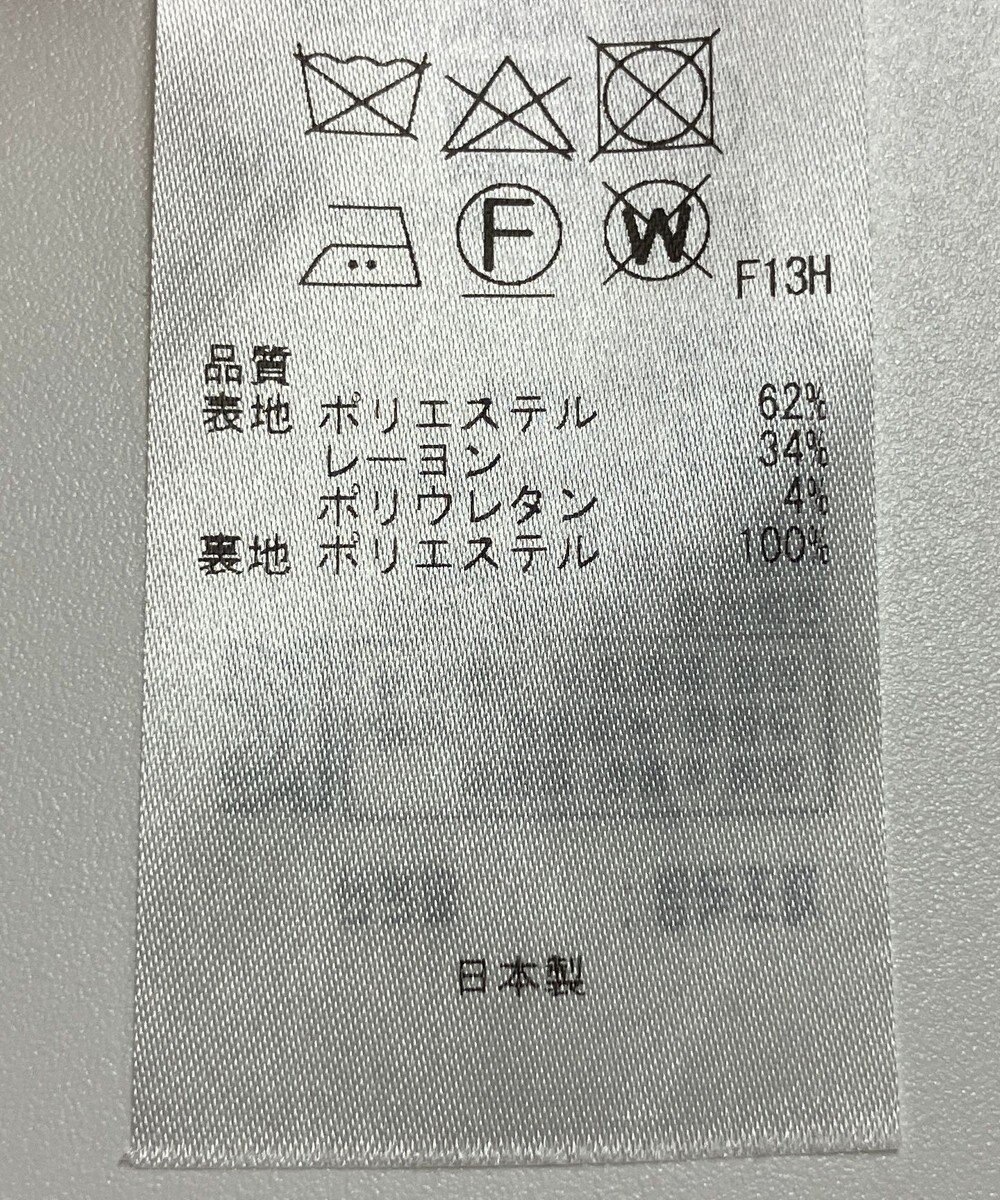 F W F13H
品質
表地 ポリエステル 62%
レーヨン 34%
ポリウレタン 4%
裏地 ポリエステル 100%
日本製